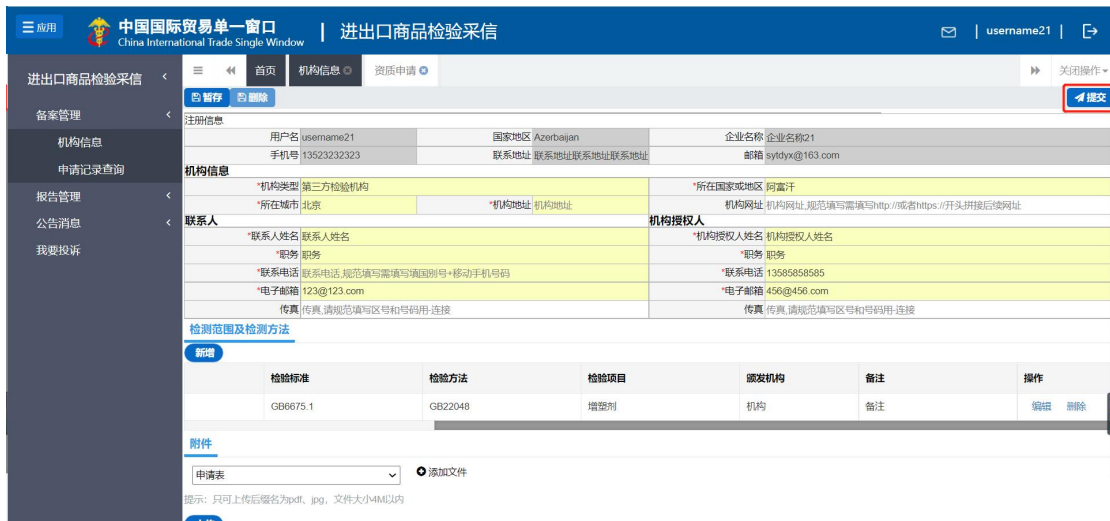 应用 中国国际贸易单一窗口 进出口商品检验采信 username21
China International Trade Single Window
进出口商品检验采信 首页 机构信息 资质申请 关闭操作
暂存 删除 提交
备案管理 注册信息
用户名 username21 国家地区 Azerbaijan 企业名称 企业名称21
机构信息 手机号 13523232323 联系地址 联系地址联系地址联系地址 邮箱 sytdyx@163.com
申请记录查询 机构信息
*机构类型 第三方检验机构 *所在国家或地区 阿富汗
报告管理 *所在城市 北京 *机构地址 机构地址 机构网址 机构网址,规范填写需填写http://或者https://开头拼接后续网址
公告消息 联系人 机构授权人
*联系人姓名 联系人姓名 *机构授权人姓名 机构授权人姓名
我要投诉 *职务 职务 *职务 职务
*联系电话 联系电话,规范填写需填写填国别号+移动手机号码 *联系电话 13585858585
*电子邮箱 123@123.com *电子邮箱 456@456.com
传真 传真,请规范填写区号和号码用-连接 传真 传真,请规范填写区号和号码用-连接
检测范围及检测方法
新增
检验标准 检验方法 检验项目 颁发机构 备注 操作
GB6675.1 GB22048 增塑剂 机构 备注 编辑 删除
附件
申请表 添加文件
提示：只可上传后缀名为pdf、jpg，文件大小4M以内